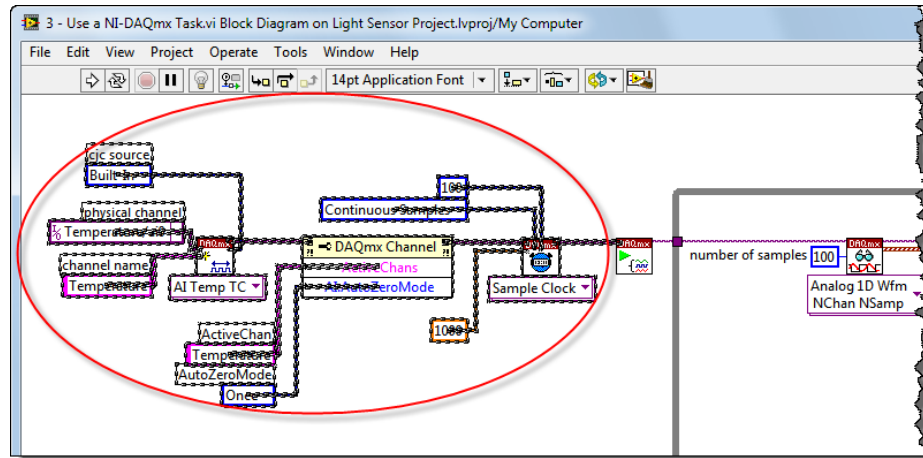 3 - Use a NI-DAQmx Task.vi Block Diagram on Light Sensor Project.lvproj/My Computer
File Edit View Project Operate Tools Window Help
14pt Application Font
cjc source
Built-In
100
physical channel
Continuous Samples
Temperature
DAQmx
DAQmx Channel
DAQmx
DAQmx
DAQmx
channel name
ActiveChans
number of samples 100
Temperature
AI Temp TC
AI.AutoZeroMode
Sample Clock
Analog 1D Wfm
NChan NSamp
ActiveChan
1000
Temperature
AutoZeroMode
Once